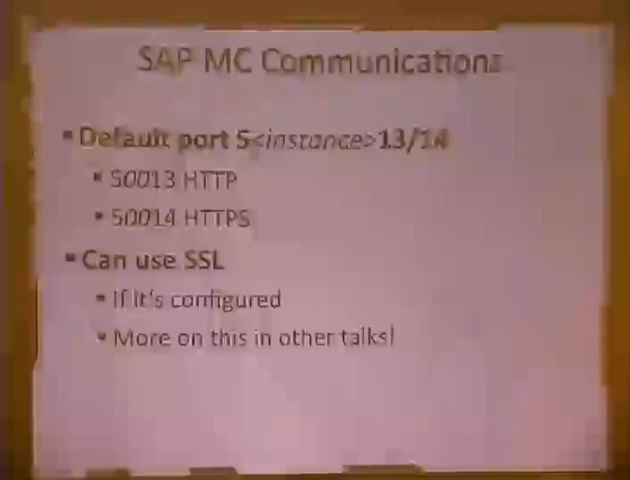 SAP MC Communications
▪ Default port 5<instance>13/14
▪ 50013 HTTP
▪ 50014 HTTPS
▪ Can use SSL
▪ If it's configured
▪ More on this in other talks!